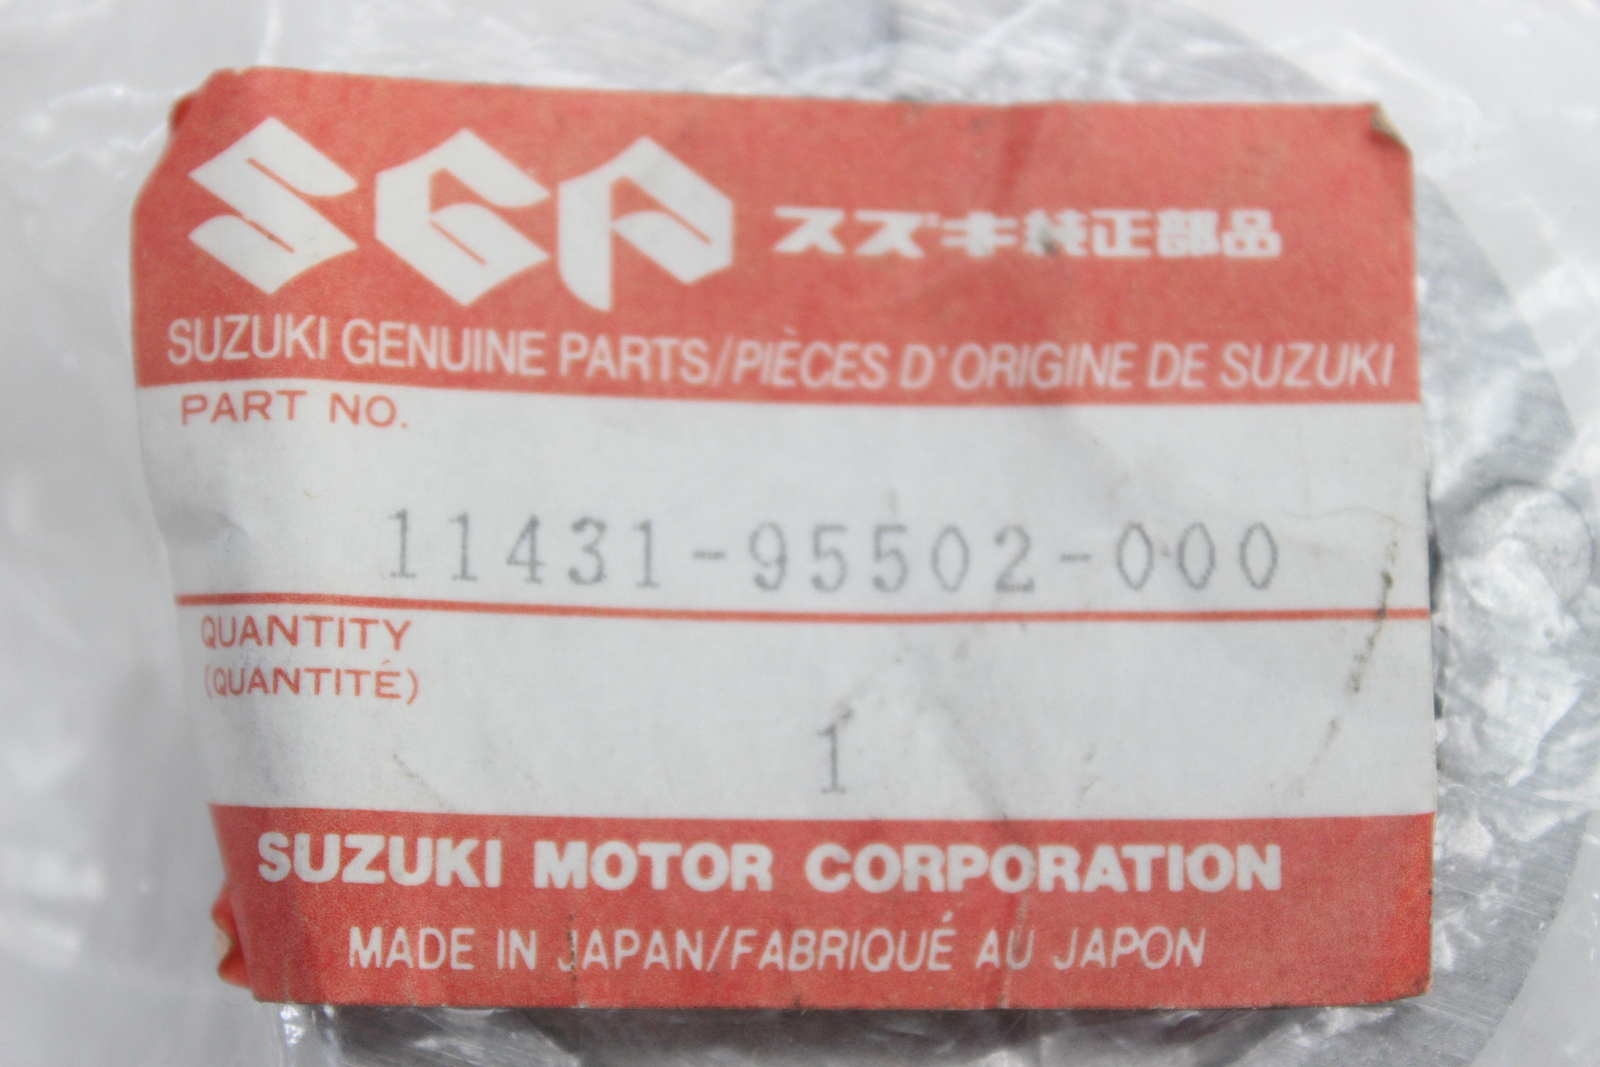 SGP スズキ純正部品
SUZUKI GENUINE PARTS/PIÈCES D'ORIGINE DE SUZUKI
PART NO.
11431-95502-000
QUANTITY
(QUANTITÉ)
1
SUZUKI MOTOR CORPORATION
MADE IN JAPAN/FABRIQUÉ AU JAPON